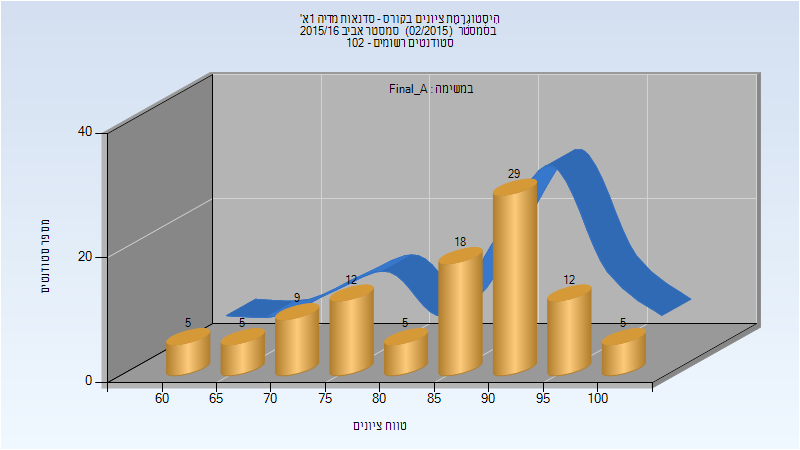 היסטוגרמת ציונים בקורס - סדנאות מדיה 1א'
בסמסטר (02/2015) סמסטר אביב 2015/16
סטודנטים רשומים - 102
במשימה : Final_A
מספר סטודנטים
40
20
0
5
5
9
12
5
18
29
12
5
60 65 70 75 80 85 90 95 100
טווח ציונים